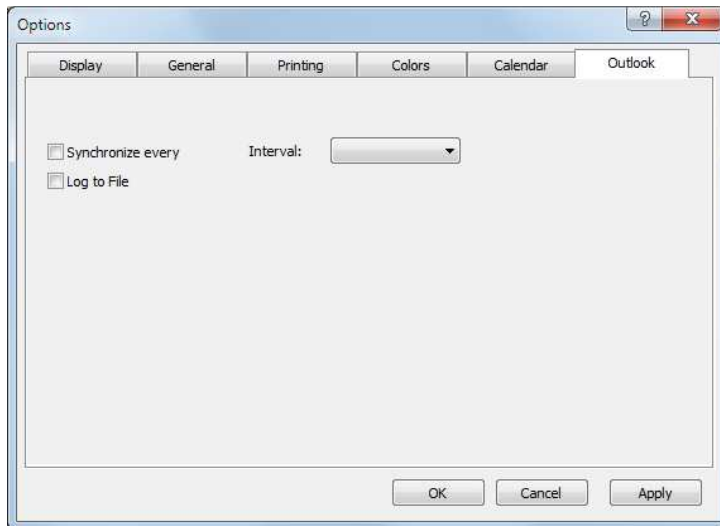 Options
Display General Printing Colors Calendar Outlook
Synchronize every Interval:
Log to File
OK Cancel Apply